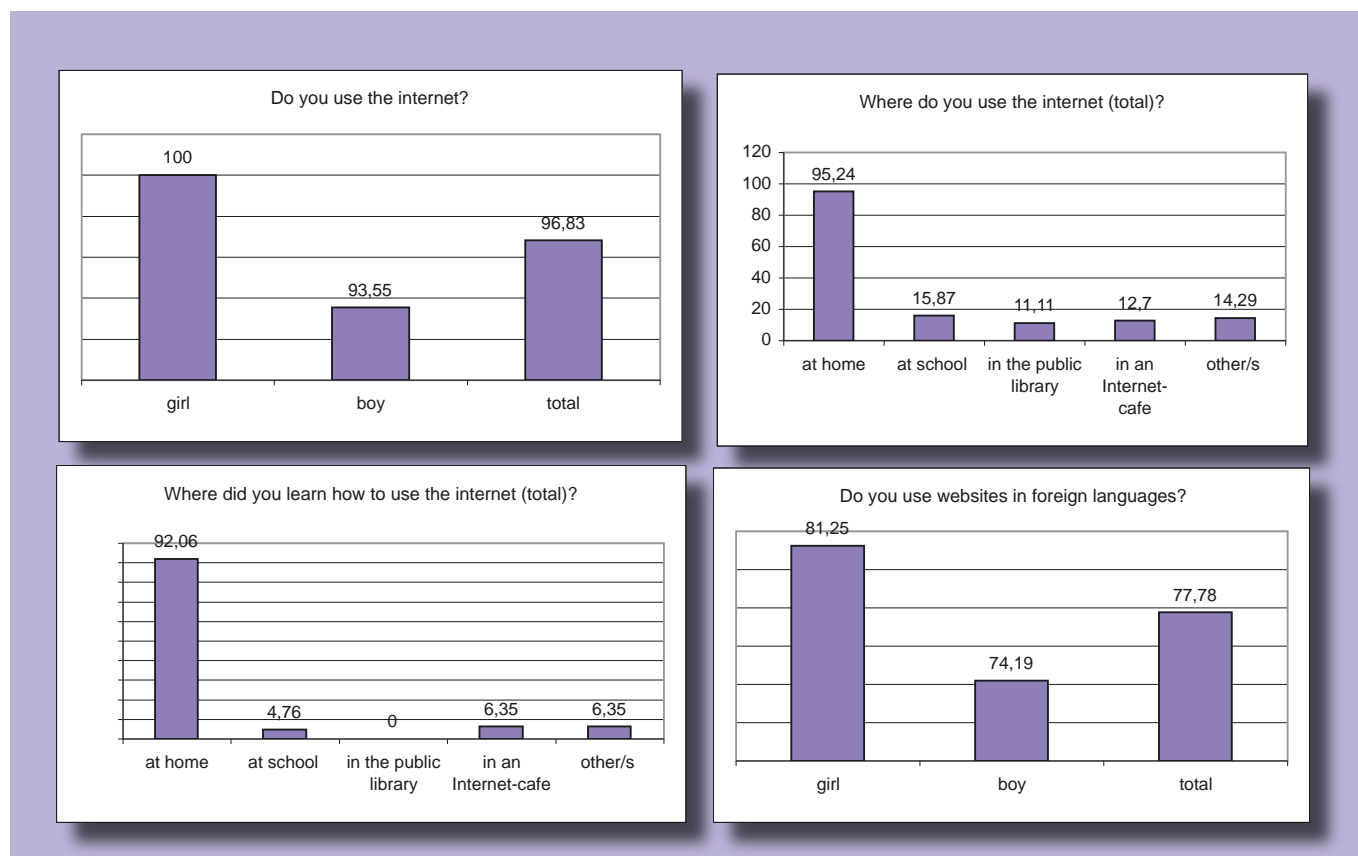 Do you use the internet?
100
93,55
96,83
girl boy total
Where do you use the internet (total)?
120
100
80
60
40
20
0
95,24
15,87
11,11
12,7
14,29
at home at school in the public in an other/s
library Internet-
cafe
Where did you learn how to use the internet (total)?
92,06
4,76
0
6,35
6,35
at home at school in the public in an other/s
library Internet-cafe
Do you use websites in foreign languages?
81,25
74,19
77,78
girl boy total